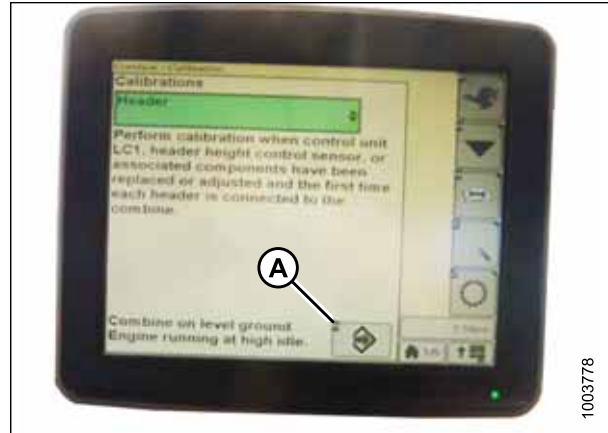 Combine - Calibrations
Calibrations
Header
Perform calibration when control unit
LC1, header height control sensor, or
associated components have been
replaced or adjusted and the first time
each header is connected to the
combine.
A
Combine on level ground.
Engine running at high idle.
1003778